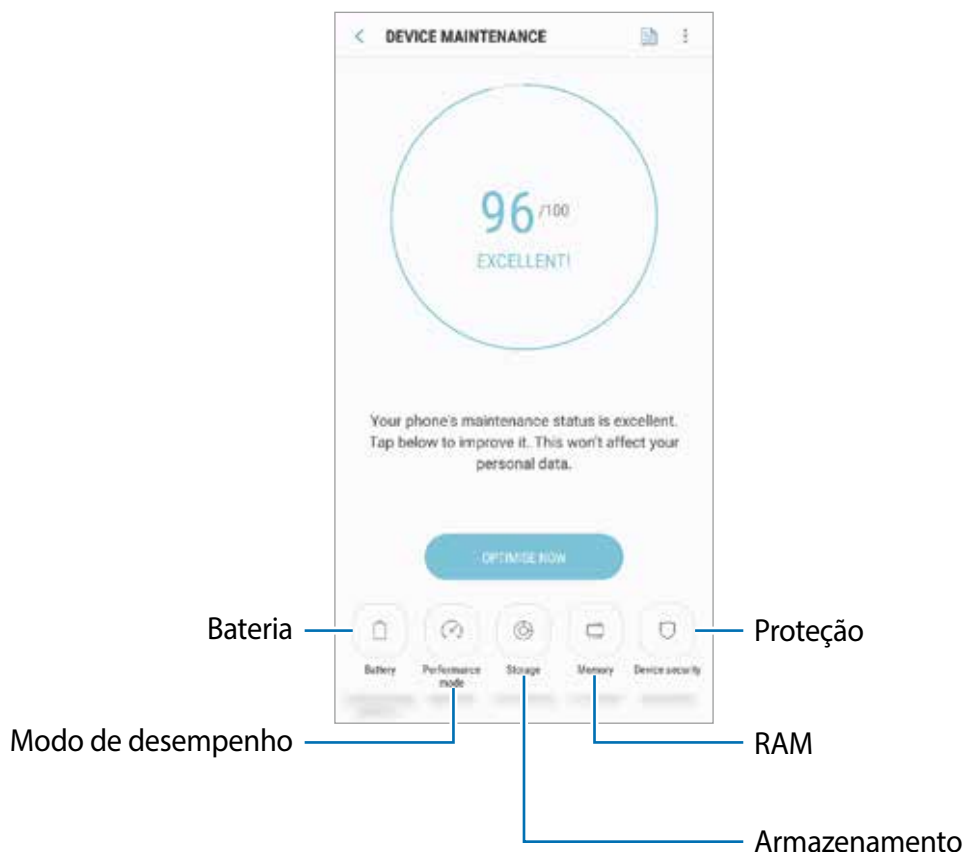 DEVICE MAINTENANCE
96 /100
EXCELLENT!
Your phone's maintenance status is excellent.
Tap below to improve it. This won't affect your
personal data.
OPTIMISE NOW
Bateria
Proteção
Battery Performance Storage Memory Device security
mode
Modo de desempenho
RAM
Armazenamento